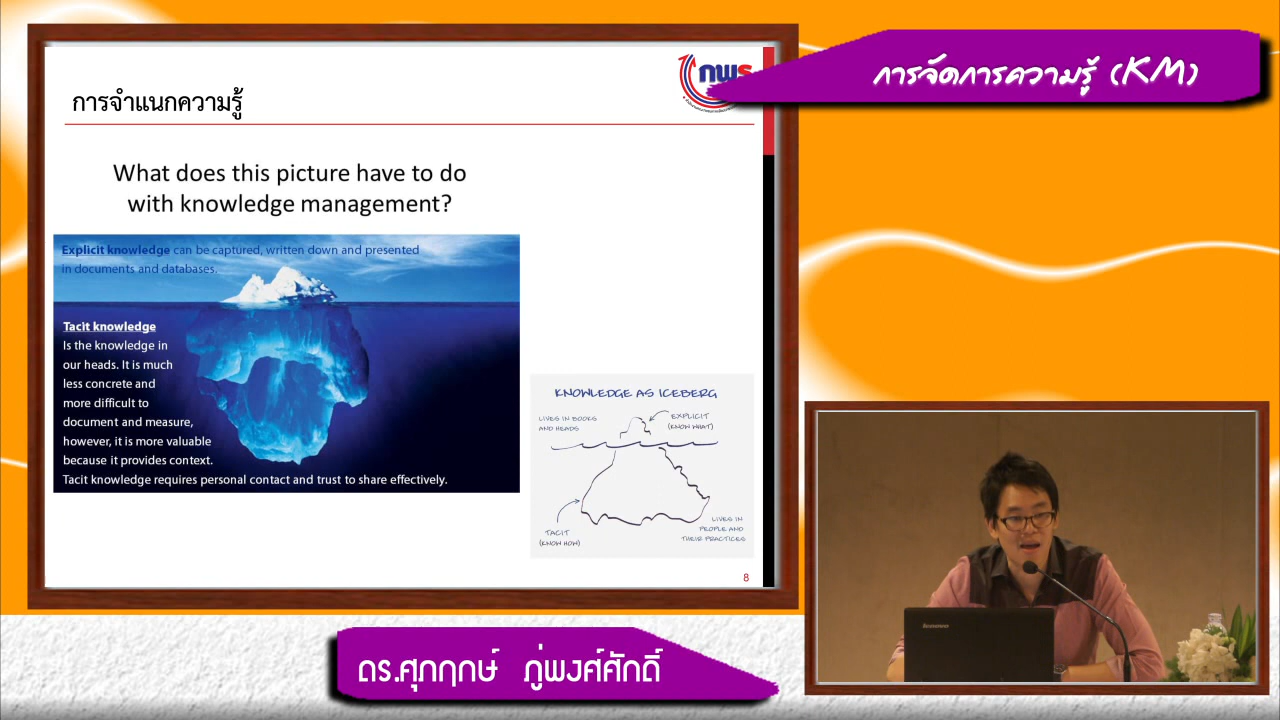 การจัดการความรู้ (KM)
กพร
การจำแนกความรู้
What does this picture have to do
with knowledge management?
Explicit knowledge can be captured, written down and presented
in documents and databases.
Tacit knowledge
Is the knowledge in
our heads. It is much
less concrete and
more difficult to
document and measure,
however, it is more valuable
because it provides context.
Tacit knowledge requires personal contact and trust to share effectively.
KNOWLEDGE AS ICEBERG
LIVES IN BOOKS
AND HEADS
EXPLICIT
(KNOW WHAT)
TACIT
(KNOW HOW)
LIVES IN
PEOPLE AND
THEIR PRACTICES
8
lenovo
ดร.ศุภฤกษ์ ภู่พงศ์ศักดิ์